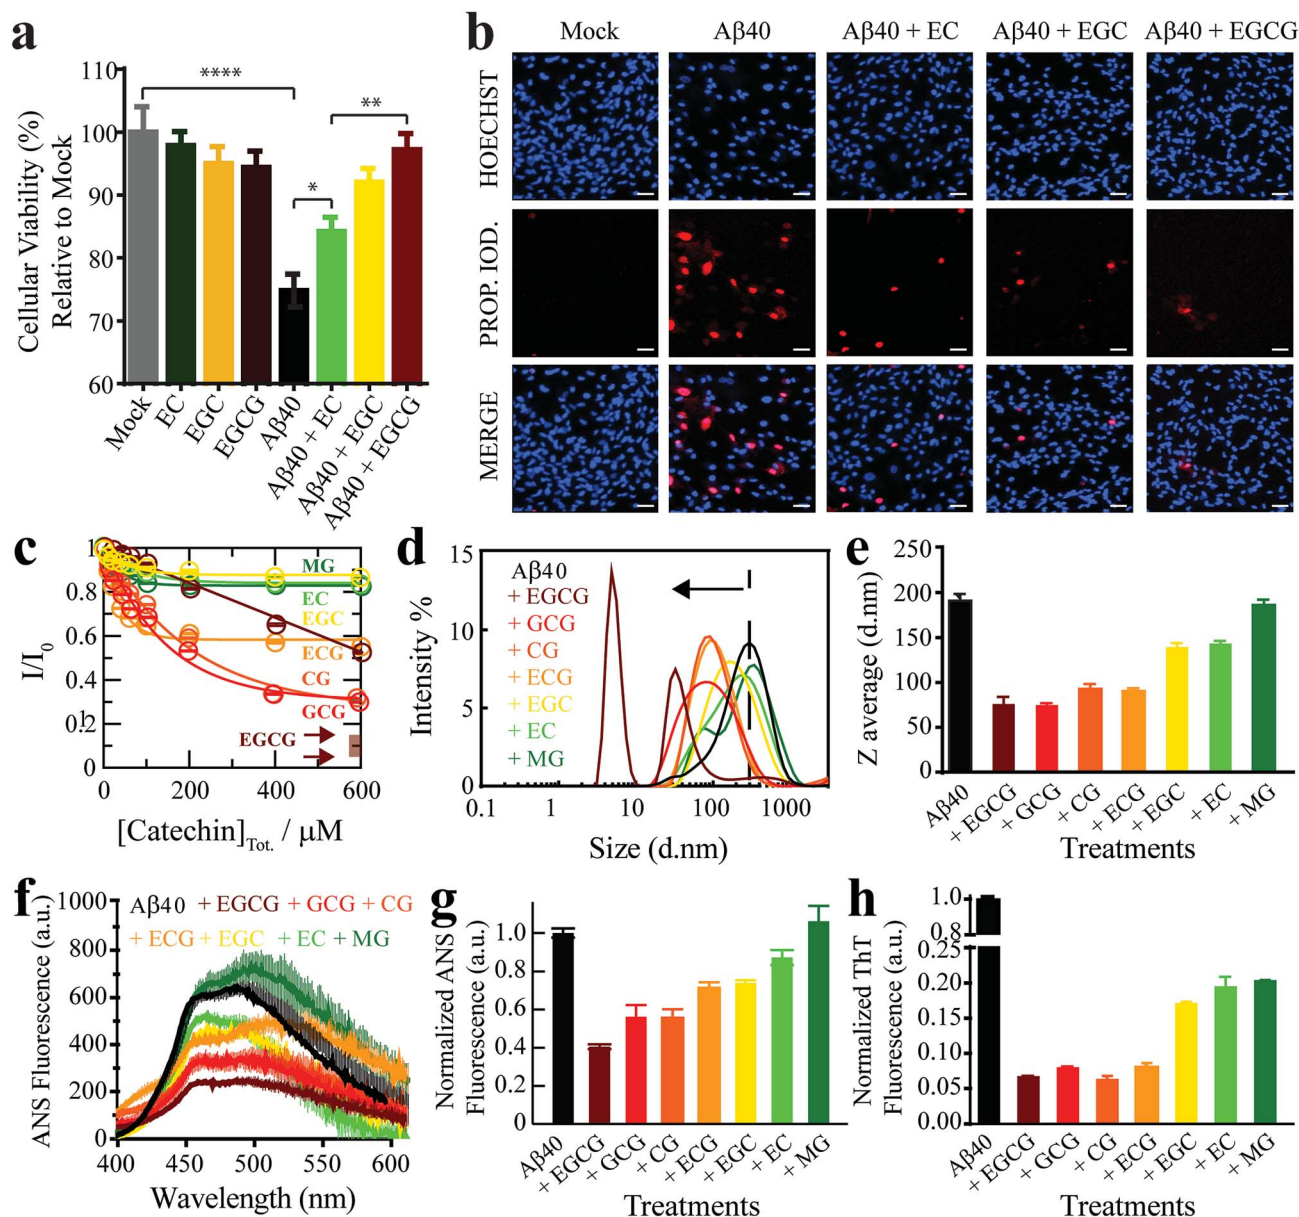 a
110
100
90
80
70
60
Cellular Viability (%)
Relative to Mock
****
**
*
Mock
EC
EGC
EGCG
Aβ40
Aβ40 + EC
Aβ40 + EGC
Aβ40 + EGCG
b
Mock Aβ40 Aβ40 + EC Aβ40 + EGC Aβ40 + EGCG
HOECHST
PROP. IOD.
MERGE
c
1
0.8
0.6
0.4
0.2
0
I/I0
MG
EC
EGC
ECG
CG
GCG
EGCG
0 200 400 600
[Catechin]Tot. / μM
d
15
10
5
0
Intensity %
Aβ40
+ EGCG
+ GCG
+ CG
+ ECG
+ EGC
+ EC
+ MG
0.1 1 10 100 1000
Size (d.nm)
e
250
200
150
100
50
0
Z average (d.nm)
Aβ40
+ EGCG
+ GCG
+ CG
+ ECG
+ EGC
+ EC
+ MG
Treatments
f
1000
800
600
400
200
0
ANS Fluorescence (a.u.)
Aβ40 + EGCG + GCG + CG
+ ECG + EGC + EC + MG
400 450 500 550 600
Wavelength (nm)
g
1.0
0.8
0.6
0.4
0.2
0
Normalized ANS
Fluorescence (a.u.)
Aβ40
+ EGCG
+ GCG
+ CG
+ ECG
+ EGC
+ EC
+ MG
Treatments
h
1.0
0.8
0.25
0.20
0.15
0.10
0.05
0.00
Normalized ThT
Fluorescence (a.u.)
Aβ40
+ EGCG
+ GCG
+ CG
+ ECG
+ EGC
+ EC
+ MG
Treatments